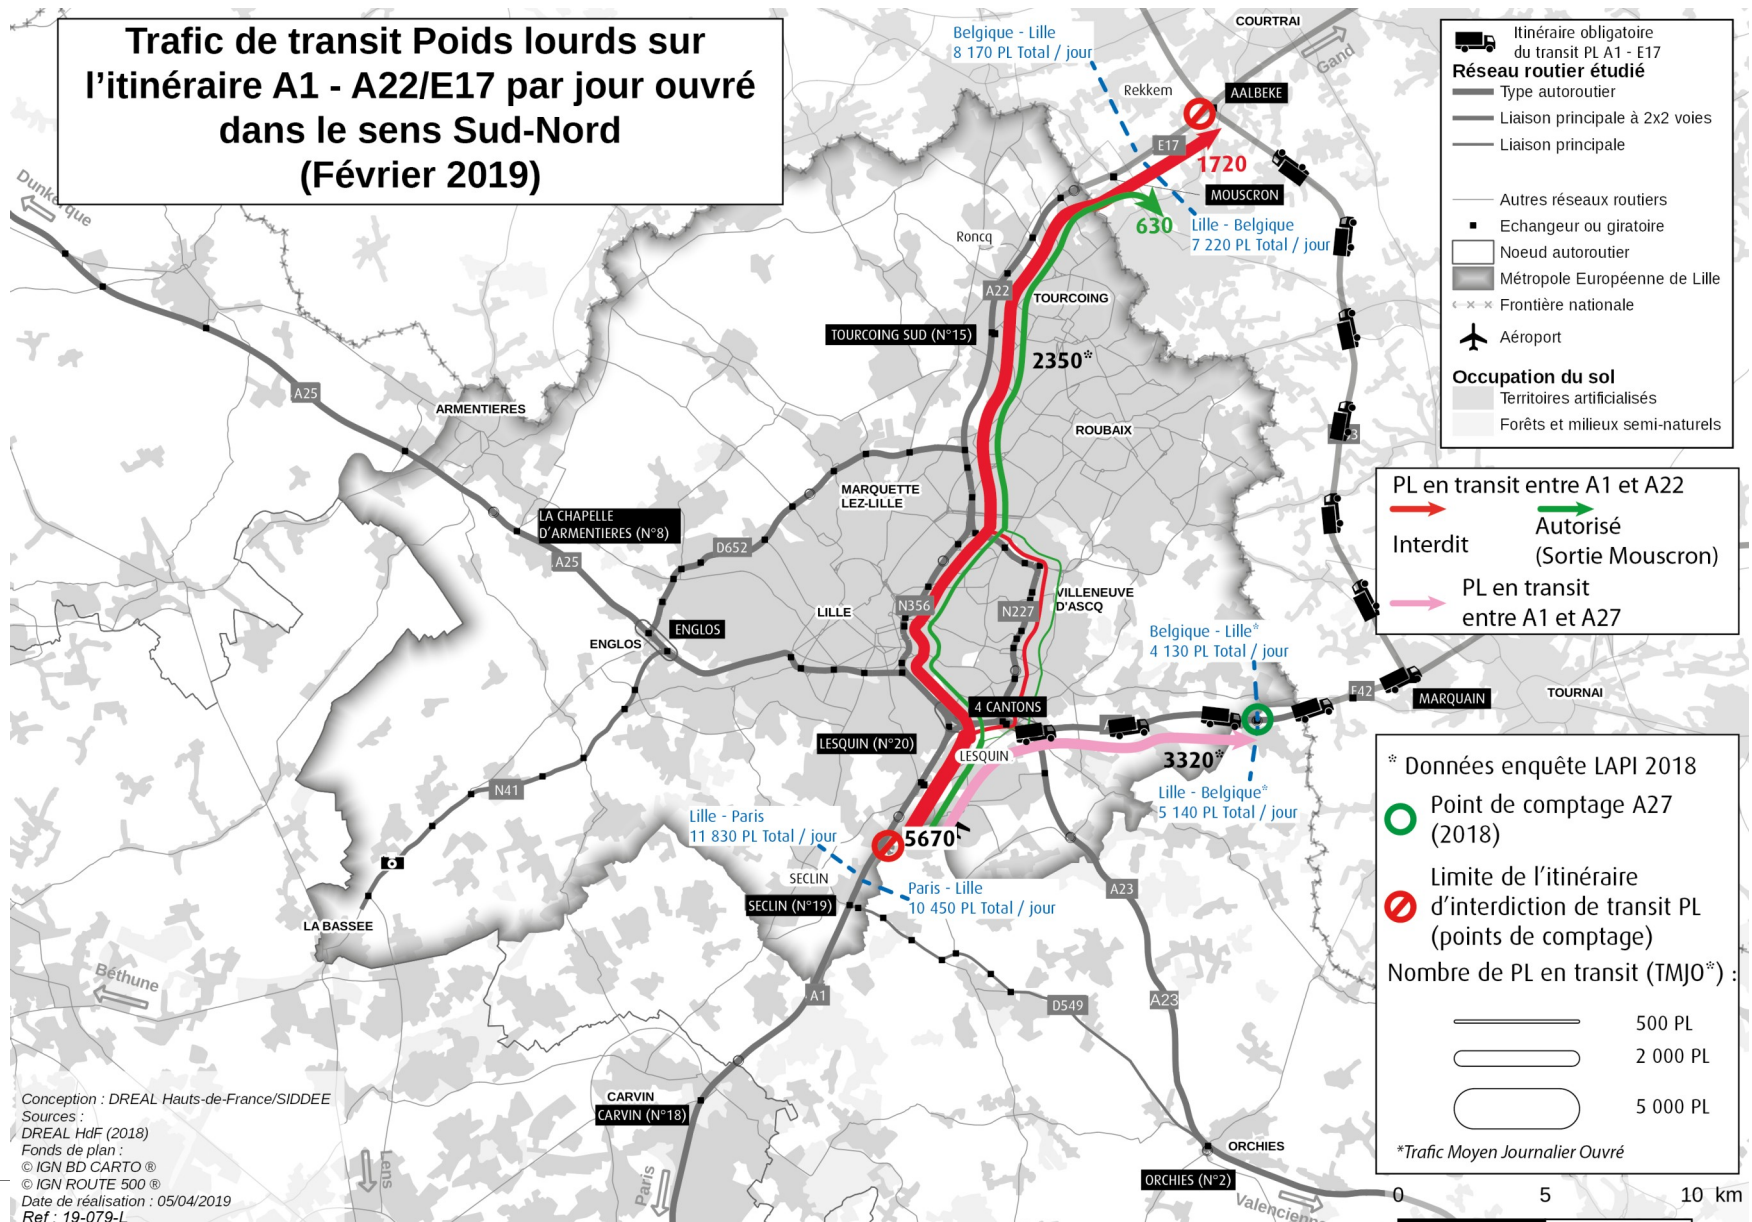 Trafic de transit Poids lourds sur
l'itinéraire A1 - A22/E17 par jour ouvré
dans le sens Sud-Nord
(Février 2019)
Belgique - Lille
8 170 PL Total / jour
COURTRAI
Gand
Rekkem
AALBEKE
E17
1720
MOUSCRON
630
Lille - Belgique
7 220 PL Total / jour
Dunkerque
Roncq
A22
TOURCOING
TOURCOING SUD (N°15)
2350*
A25
ARMENTIERES
ROUBAIX
MARQUETTE
LEZ-LILLE
LA CHAPELLE
D'ARMENTIERES (N°8)
A25
D652
LILLE
N356
N227
VILLENEUVE
D'ASCQ
ENGLOS
ENGLOS
Belgique - Lille*
4 130 PL Total / jour
4 CANTONS
LESQUIN (N°20)
LESQUIN
E42
MARQUAIN
TOURNAI
3320*
Lille - Belgique*
5 140 PL Total / jour
N41
Lille - Paris
11 830 PL Total / jour
5670*
SECLIN
SECLIN (N°19)
Paris - Lille
10 450 PL Total / jour
A23
LA BASSEE
Béthune
A1
D549
A23
CARVIN
CARVIN (N°18)
ORCHIES
ORCHIES (N°2)
Lens
Paris
Valencienn
Itinéraire obligatoire
du transit PL A1 - E17
Réseau routier étudié
Type autoroutier
Liaison principale à 2x2 voies
Liaison principale
Autres réseaux routiers
Echangeur ou giratoire
Noeud autoroutier
Métropole Européenne de Lille
Frontière nationale
Aéroport
Occupation du sol
Territoires artificialisés
Forêts et milieux semi-naturels
PL en transit entre A1 et A22
Interdit
Autorisé
(Sortie Mouscron)
PL en transit
entre A1 et A27
* Données enquête LAPI 2018
Point de comptage A27
(2018)
Limite de l'itinéraire
d'interdiction de transit PL
(points de comptage)
Nombre de PL en transit (TMJO*) :
500 PL
2 000 PL
5 000 PL
*Trafic Moyen Journalier Ouvré
0 5 10 km
Conception : DREAL Hauts-de-France/SIDDEE
Sources :
DREAL HdF (2018)
Fonds de plan :
© IGN BD CARTO ®
© IGN ROUTE 500 ®
Date de réalisation : 05/04/2019
Ref : 19-079-L